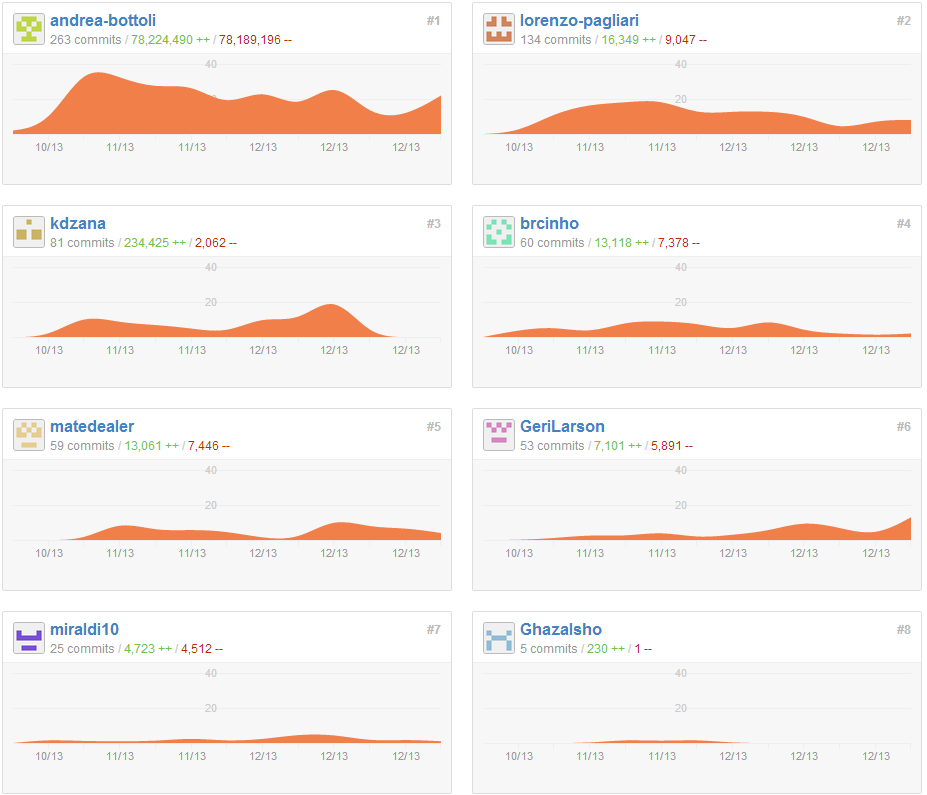 andrea-bottoli #1
263 commits / 78,224,490 ++ / 78,189,196 --
40
20
10/13 11/13 11/13 12/13 12/13 12/13
lorenzo-pagliari #2
134 commits / 16,349 ++ / 9,047 --
40
20
10/13 11/13 11/13 12/13 12/13 12/13
kdzana #3
81 commits / 234,425 ++ / 2,062 --
40
20
10/13 11/13 11/13 12/13 12/13 12/13
brcinho #4
60 commits / 13,118 ++ / 7,378 --
40
20
10/13 11/13 11/13 12/13 12/13 12/13
matedealer #5
59 commits / 13,061 ++ / 7,446 --
40
20
10/13 11/13 11/13 12/13 12/13 12/13
GeriLarson #6
53 commits / 7,101 ++ / 5,891 --
40
20
10/13 11/13 11/13 12/13 12/13 12/13
miraldi10 #7
25 commits / 4,723 ++ / 4,512 --
40
20
10/13 11/13 11/13 12/13 12/13 12/13
Ghazalsho #8
5 commits / 230 ++ / 1 --
40
20
10/13 11/13 11/13 12/13 12/13 12/13